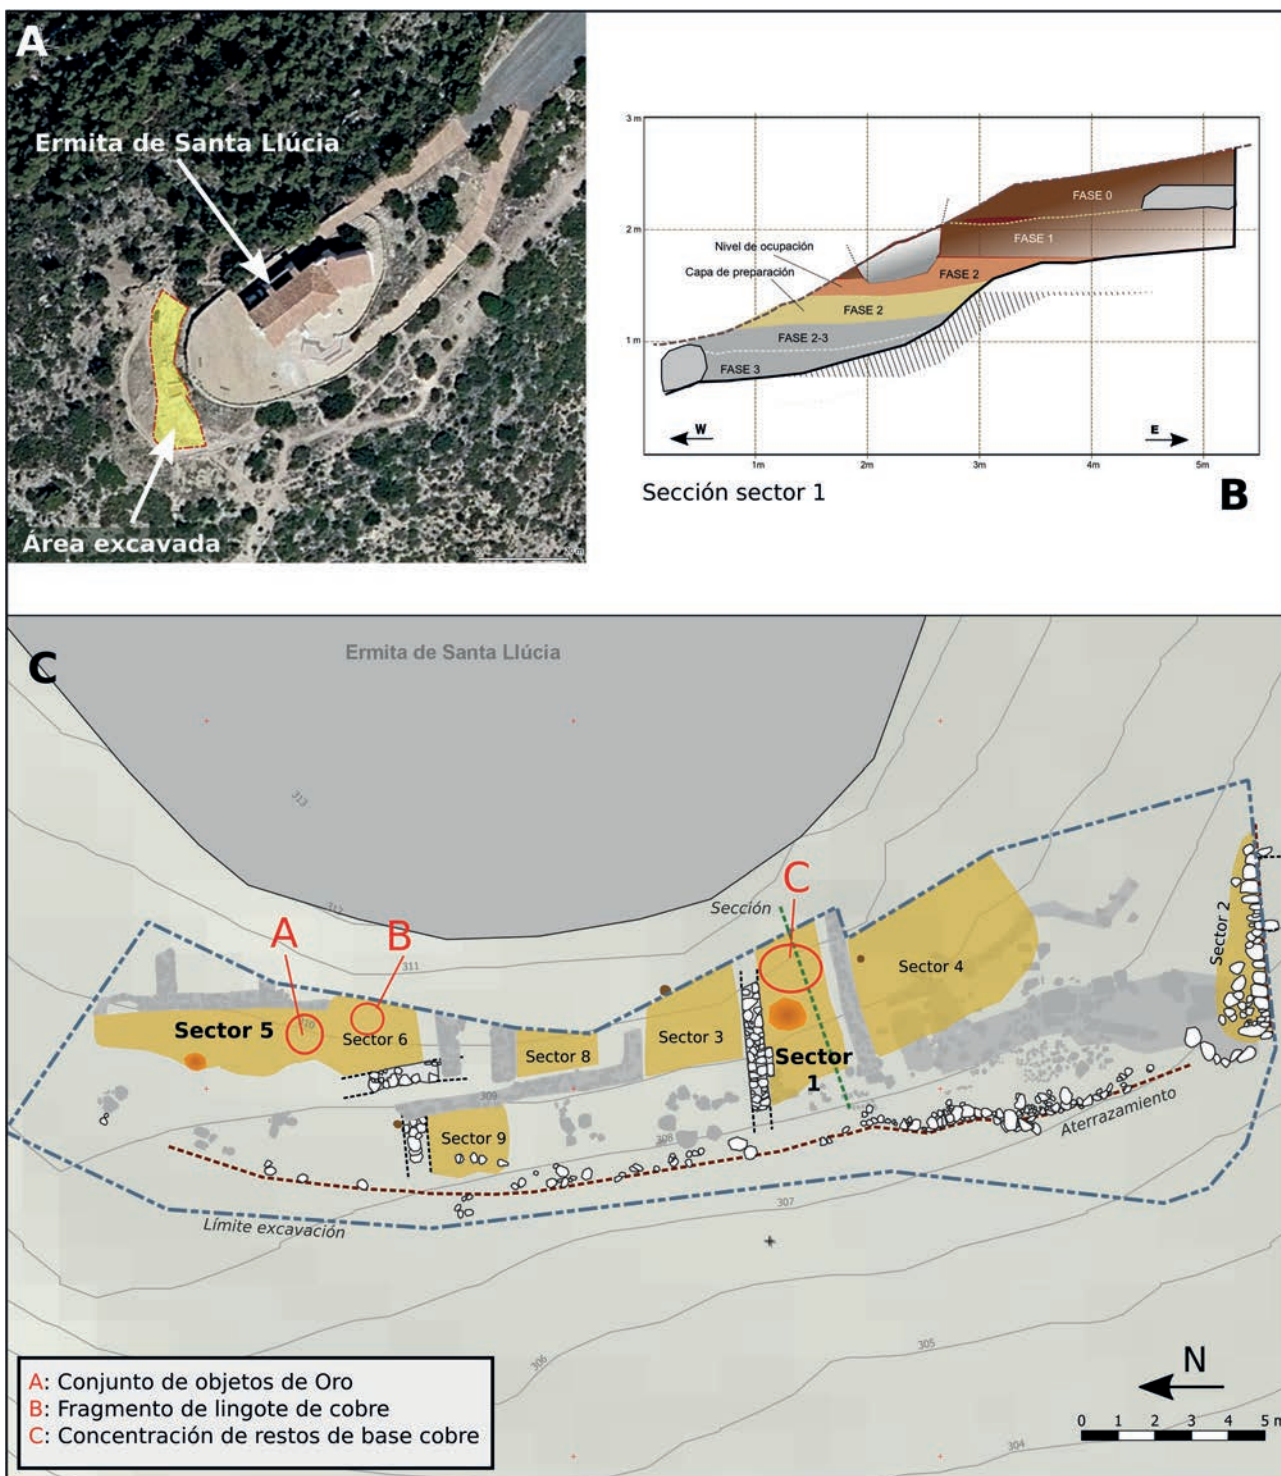 A
Ermita de Santa Llúcia
Área excavada
3 m
2 m
1 m
FASE 0
FASE 1
Nivel de ocupación
Capa de preparación
FASE 2
FASE 2
FASE 2-3
FASE 3
W
E
1m
2m
3m
4m
5m
Sección sector 1
B
C
Ermita de Santa Llúcia
313
312
311
310
309
308
307
306
305
304
Sección
C
A
B
Sector 2
Sector 4
Sector 5
Sector 6
Sector 8
Sector 3
Sector
1
Sector 9
Aterrazamiento
Límite excavación
N
0 1 2 3 4 5 m
A: Conjunto de objetos de Oro
B: Fragmento de lingote de cobre
C: Concentración de restos de base cobre